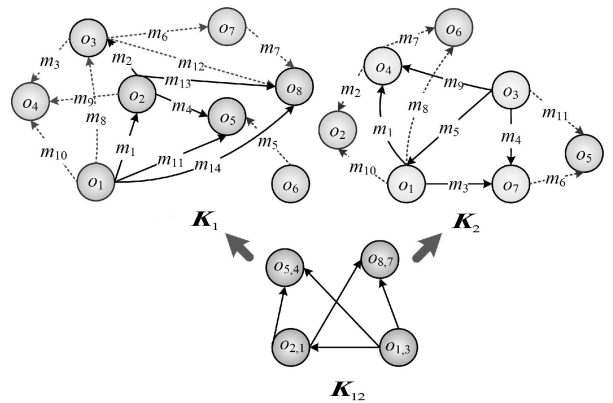 o3 m6 o7
m3 m2 m12 m7
m13
o4 m9 o2 m4 o5 o8
m8
m10 m1 m11 m14 m5
o1 o6
K1
m7 o6
o4
m2 m9 o3
m8 m11
o2 m1 m5 m4
o5
m10
o1 m3 o7 m6
K2
o5,4 o8,7
o2,1 o1,3
K12